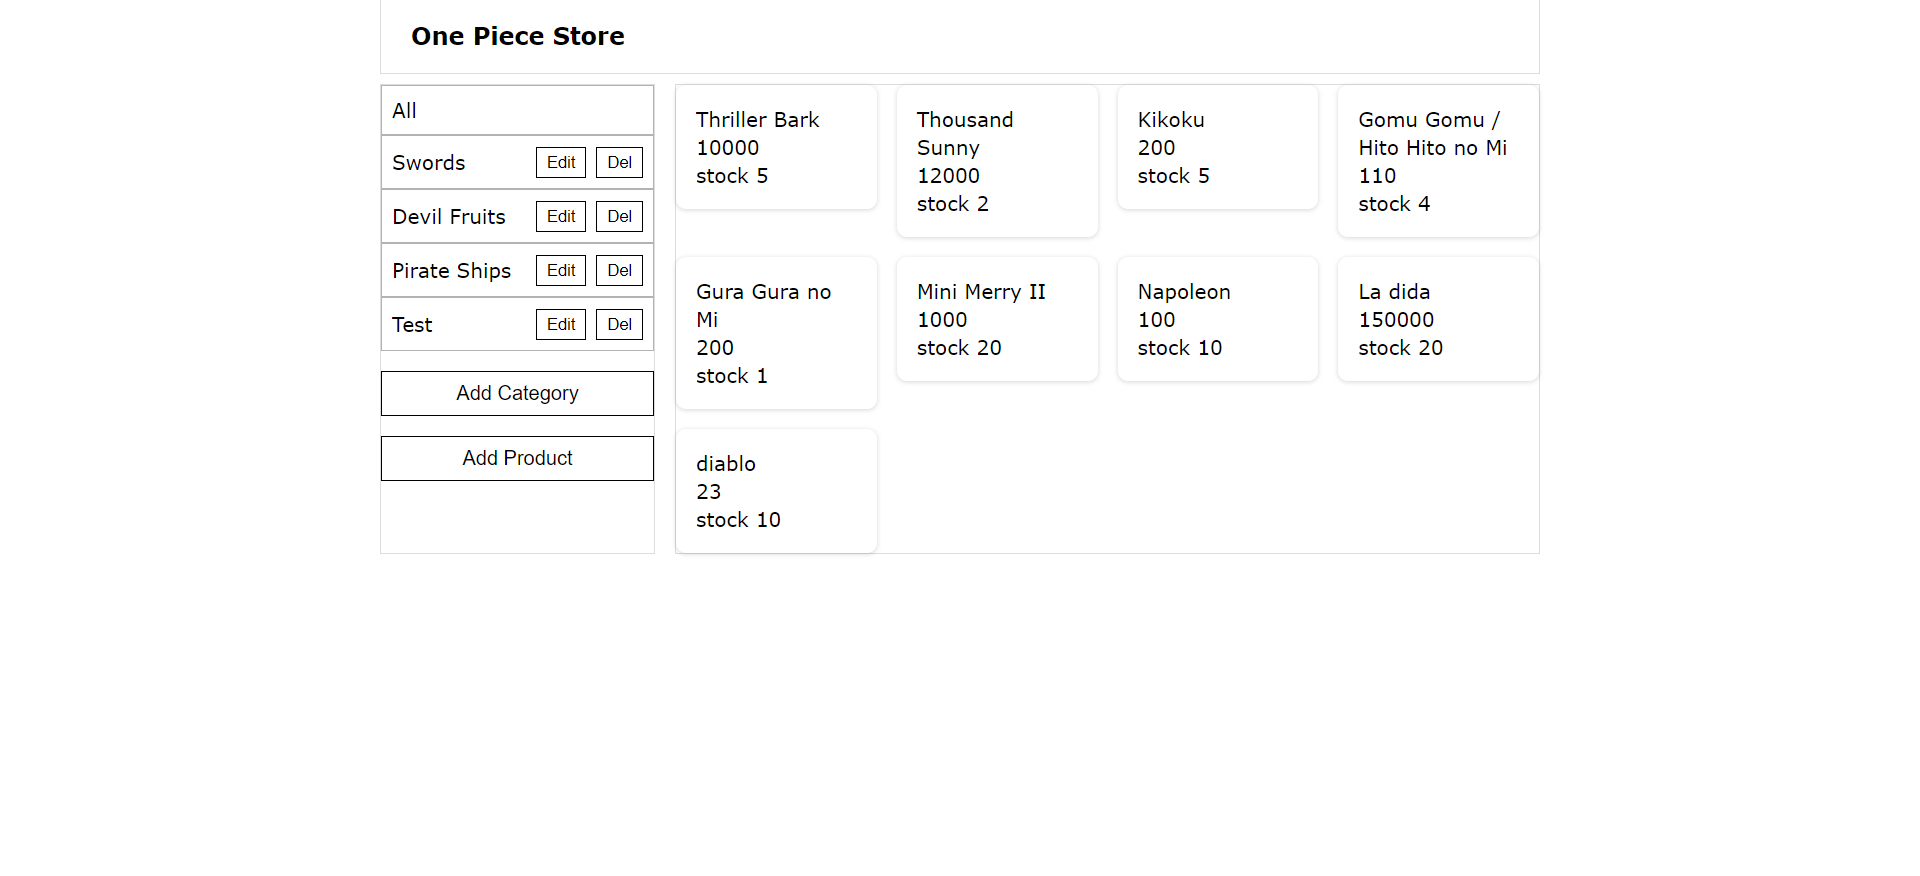 One Piece Store
All
Swords Edit Del
Devil Fruits Edit Del
Pirate Ships Edit Del
Test Edit Del
Add Category
Add Product
Thriller Bark
10000
stock 5
Thousand
Sunny
12000
stock 2
Kikoku
200
stock 5
Gomu Gomu /
Hito Hito no Mi
110
stock 4
Gura Gura no
Mi
200
stock 1
Mini Merry II
1000
stock 20
Napoleon
100
stock 10
La dida
150000
stock 20
diablo
23
stock 10